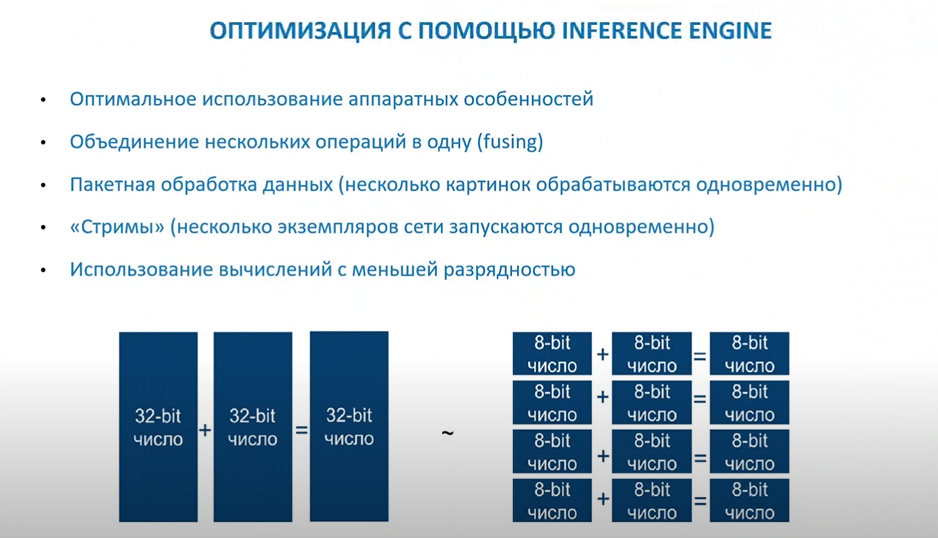 ОПТИМИЗАЦИЯ С ПОМОЩЬЮ INFERENCE ENGINE
• Оптимальное использование аппаратных особенностей
• Объединение нескольких операций в одну (fusing)
• Пакетная обработка данных (несколько картинок обрабатываются одновременно)
• «Стримы» (несколько экземпляров сети запускаются одновременно)
• Использование вычислений с меньшей разрядностью
32-bit число + 32-bit число = 32-bit число
~
8-bit число + 8-bit число = 8-bit число
8-bit число + 8-bit число = 8-bit число
8-bit число + 8-bit число = 8-bit число
8-bit число + 8-bit число = 8-bit число